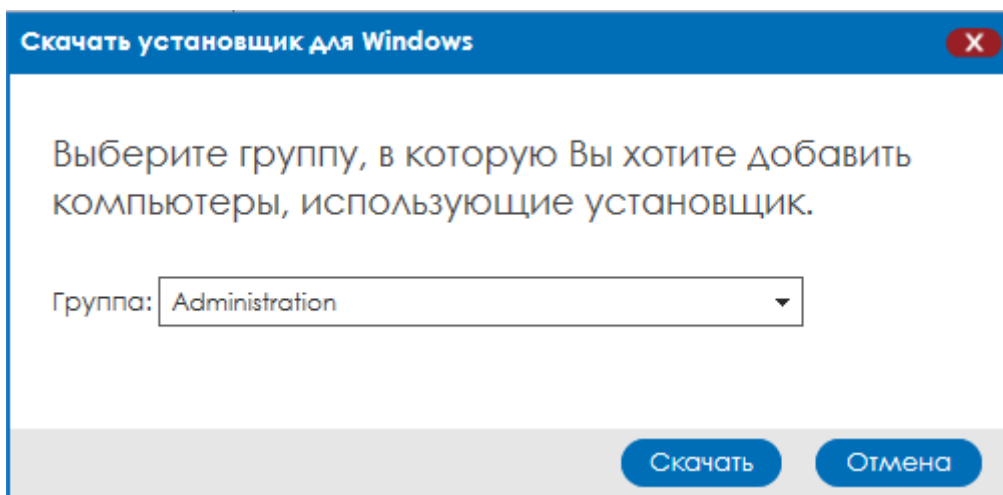 Скачать установщик для Windows
X
Выберите группу, в которую Вы хотите добавить
компьютеры, использующие установщик.
Группа: Administration
Скачать Отмена